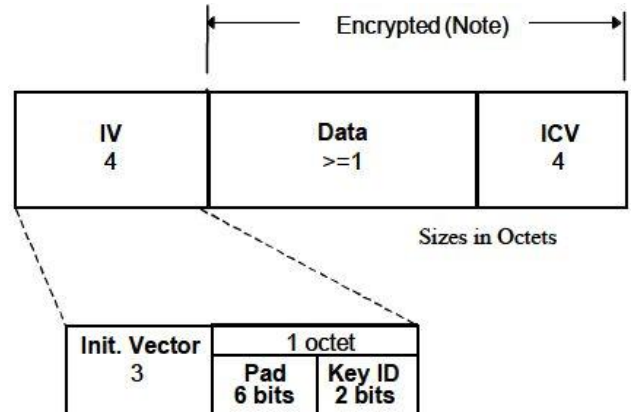 Encrypted (Note)
IV
4
Data
>=1
ICV
4
Sizes in Octets
Init. Vector
3
1 octet
Pad
6 bits
Key ID
2 bits